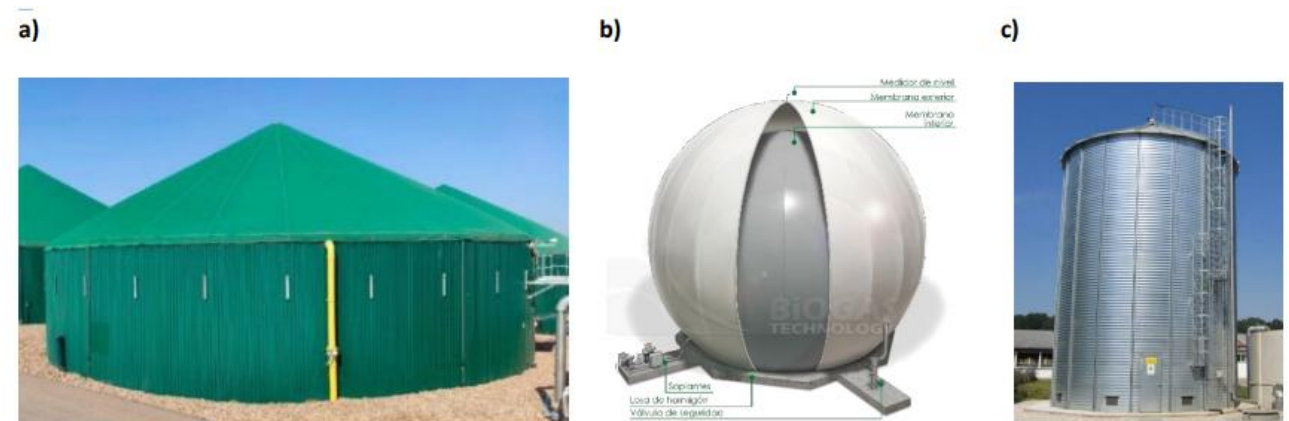 a)
b)
c)
Medidor de nivel
Membrana exterior
Membrana
interior
BIOGAS
TECHNOLOGY
Soplantes
Losa de hormigón
Válvula de seguridad